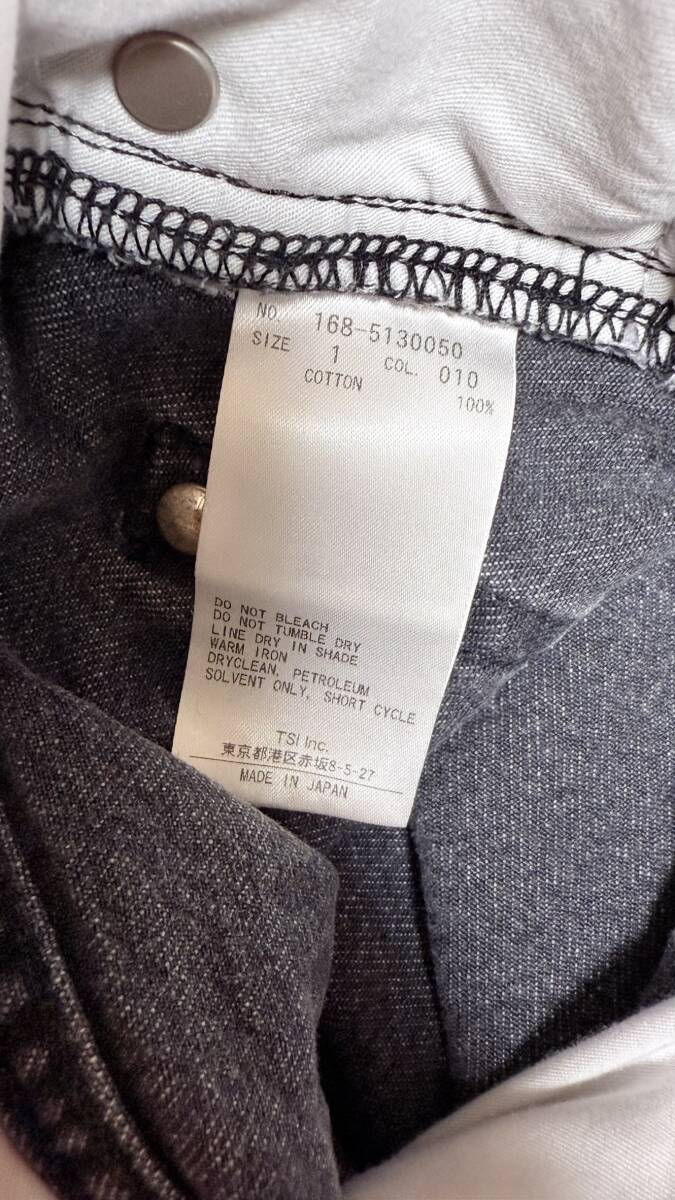 NO. 168-5130050
SIZE 1 COL. 010
COTTON 100%
DO NOT BLEACH
DO NOT TUMBLE DRY
LINE DRY IN SHADE
WARM IRON
DRYCLEAN, PETROLEUM
SOLVENT ONLY, SHORT CYCLE
TSI Inc.
東京都港区赤坂8-5-27
MADE IN JAPAN